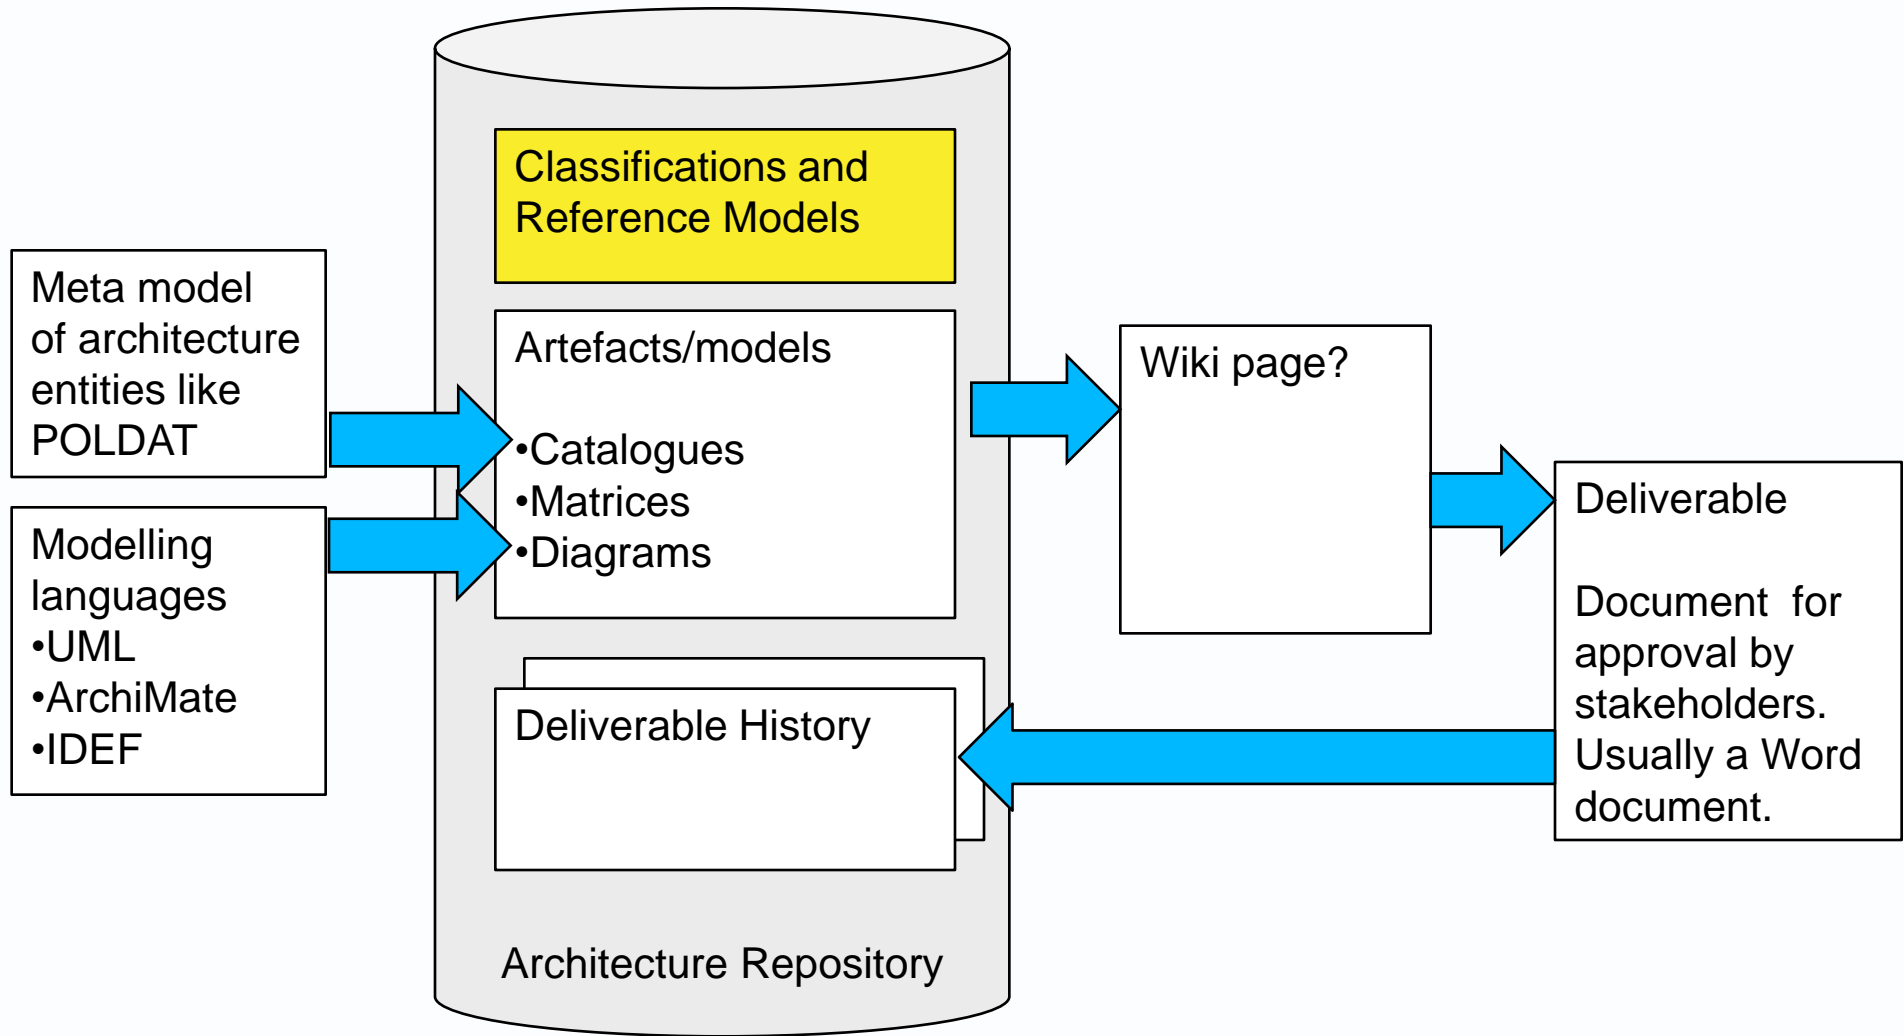 Classifications and
Reference Models
Meta model
of architecture
entities like
POLDAT
Modelling
languages
•UML
•ArchiMate
•IDEF
Artefacts/models
•Catalogues
•Matrices
•Diagrams
Deliverable History
Architecture Repository
Wiki page?
Deliverable
Document  for
approval by
stakeholders.
Usually a Word
document.